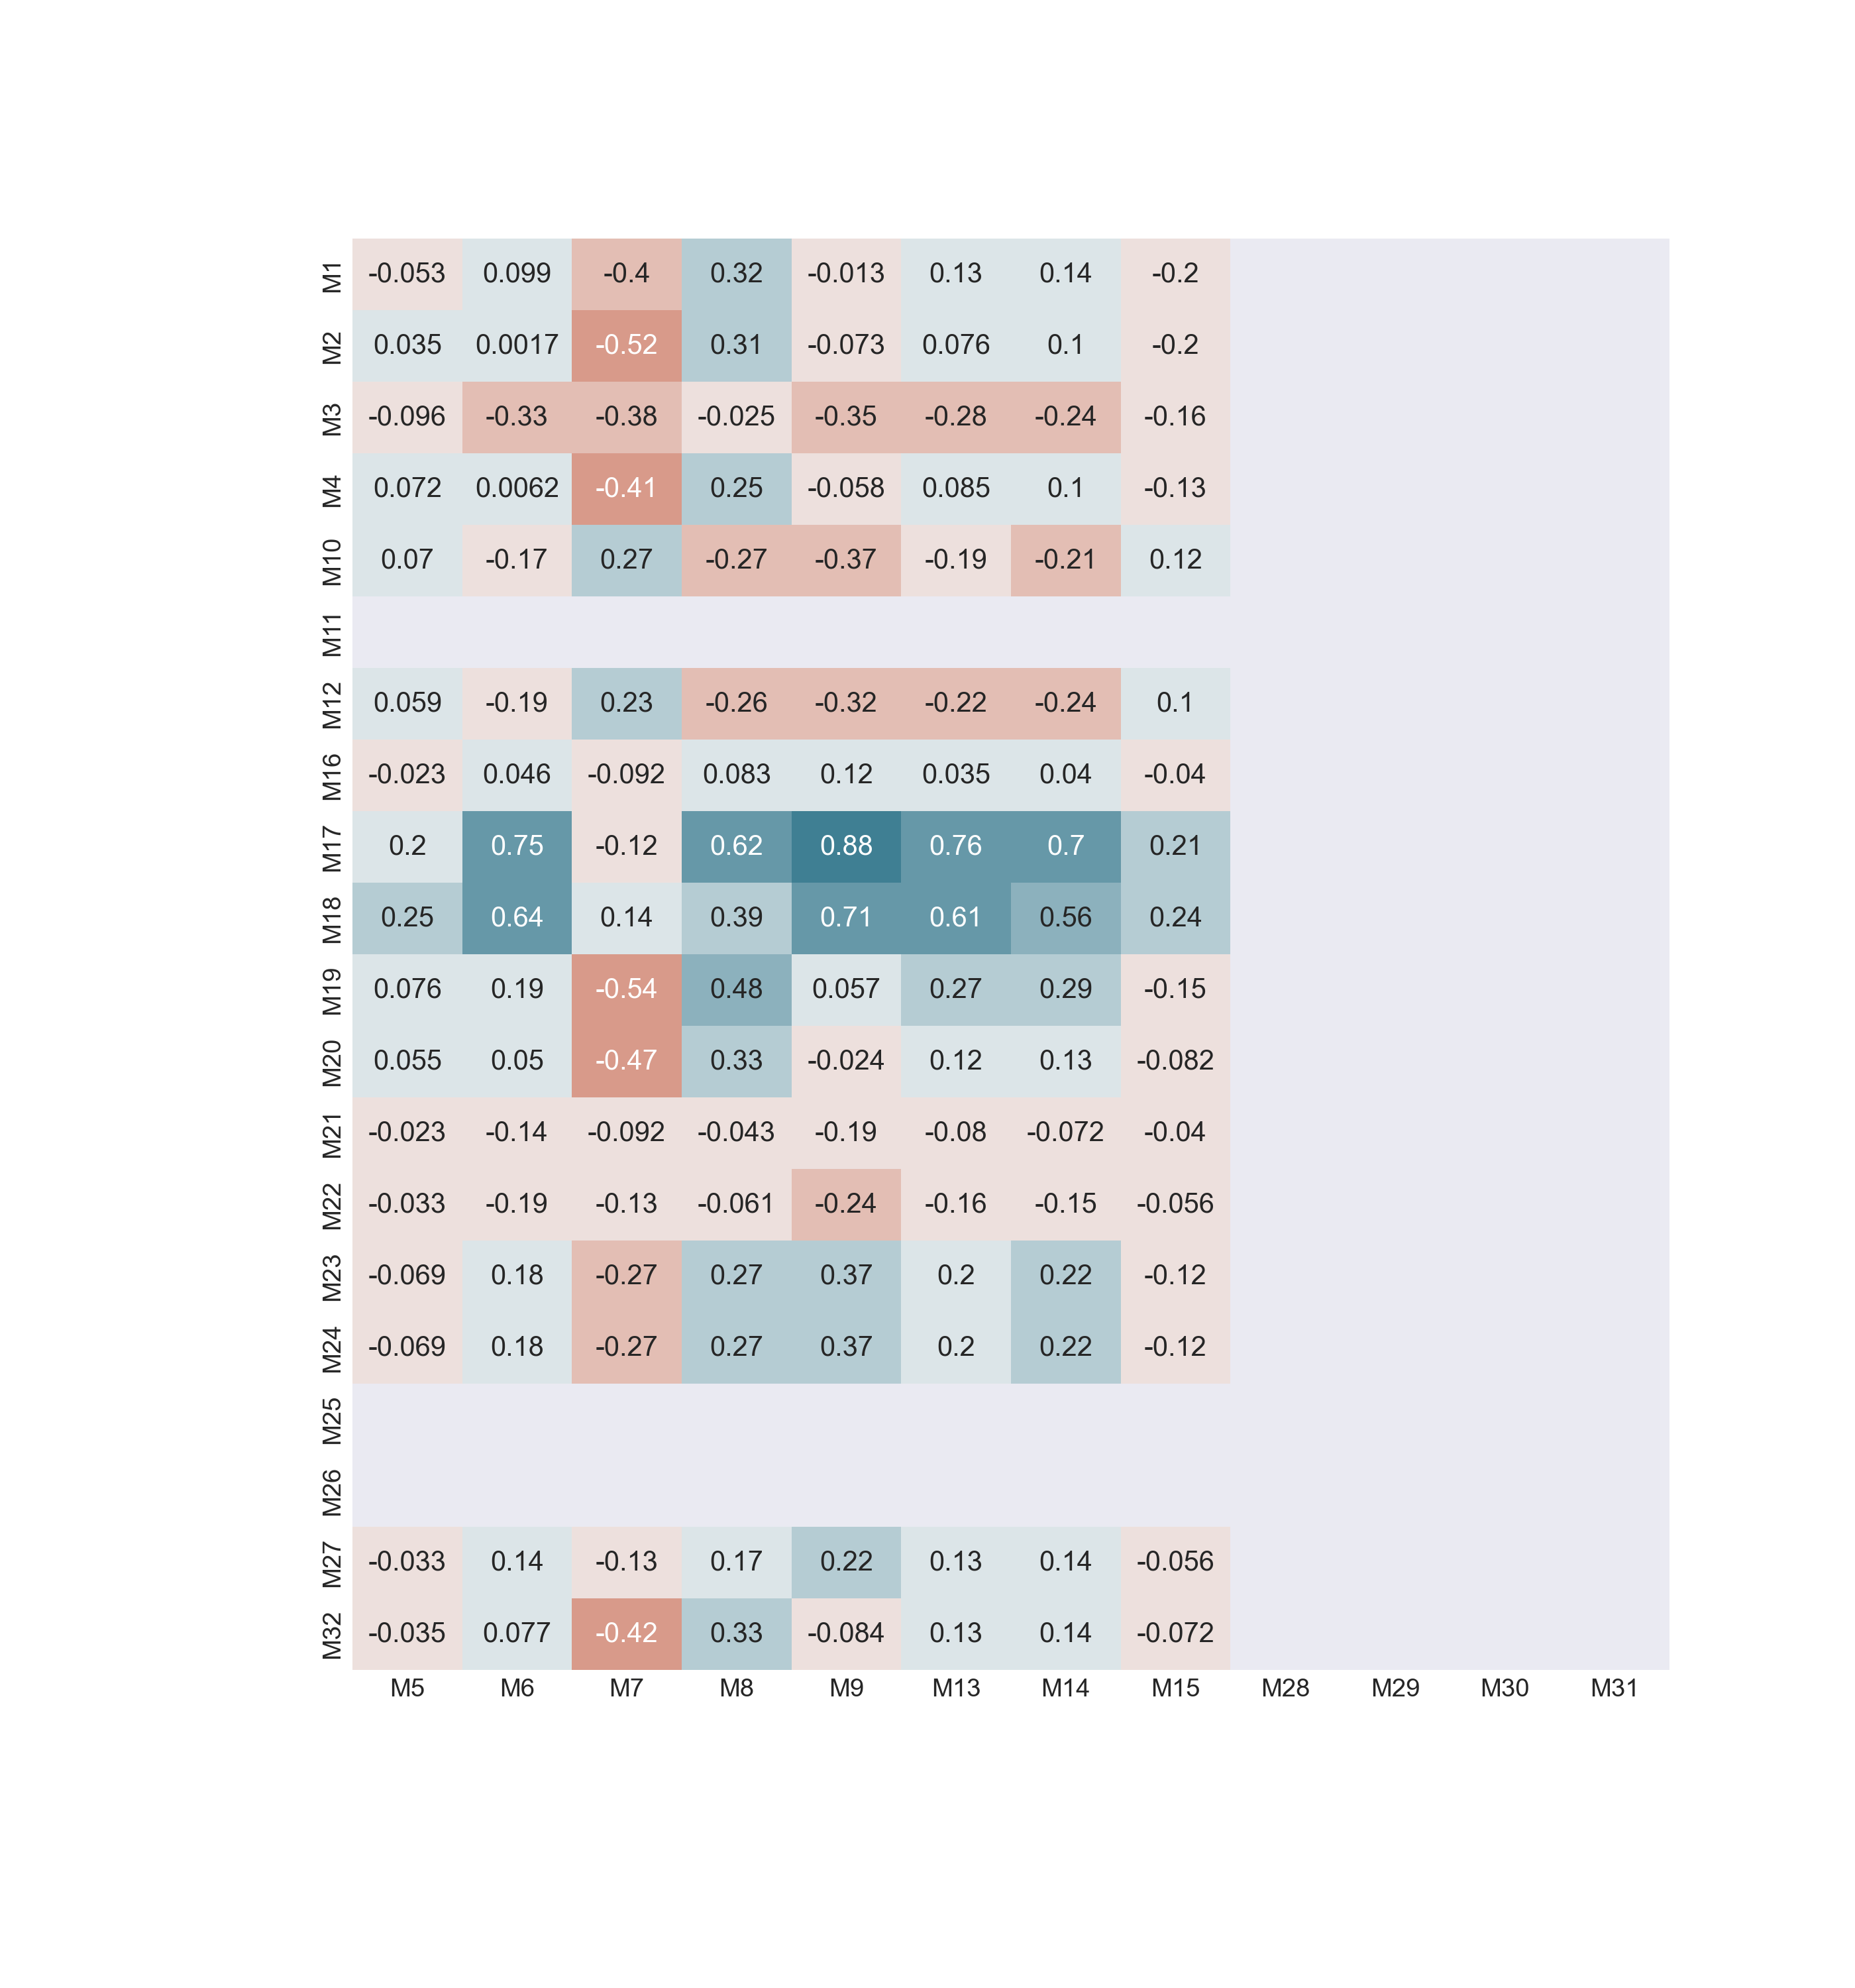 M1 -0.053 0.099 -0.4 0.32 -0.013 0.13 0.14 -0.2
M2 0.035 0.0017 -0.52 0.31 -0.073 0.076 0.1 -0.2
M3 -0.096 -0.33 -0.38 -0.025 -0.35 -0.28 -0.24 -0.16
M4 0.072 0.0062 -0.41 0.25 -0.058 0.085 0.1 -0.13
M10 0.07 -0.17 0.27 -0.27 -0.37 -0.19 -0.21 0.12
M11
M12 0.059 -0.19 0.23 -0.26 -0.32 -0.22 -0.24 0.1
M16 -0.023 0.046 -0.092 0.083 0.12 0.035 0.04 -0.04
M17 0.2 0.75 -0.12 0.62 0.88 0.76 0.7 0.21
M18 0.25 0.64 0.14 0.39 0.71 0.61 0.56 0.24
M19 0.076 0.19 -0.54 0.48 0.057 0.27 0.29 -0.15
M20 0.055 0.05 -0.47 0.33 -0.024 0.12 0.13 -0.082
M21 -0.023 -0.14 -0.092 -0.043 -0.19 -0.08 -0.072 -0.04
M22 -0.033 -0.19 -0.13 -0.061 -0.24 -0.16 -0.15 -0.056
M23 -0.069 0.18 -0.27 0.27 0.37 0.2 0.22 -0.12
M24 -0.069 0.18 -0.27 0.27 0.37 0.2 0.22 -0.12
M25
M26
M27 -0.033 0.14 -0.13 0.17 0.22 0.13 0.14 -0.056
M32 -0.035 0.077 -0.42 0.33 -0.084 0.13 0.14 -0.072
M5 M6 M7 M8 M9 M13 M14 M15 M28 M29 M30 M31